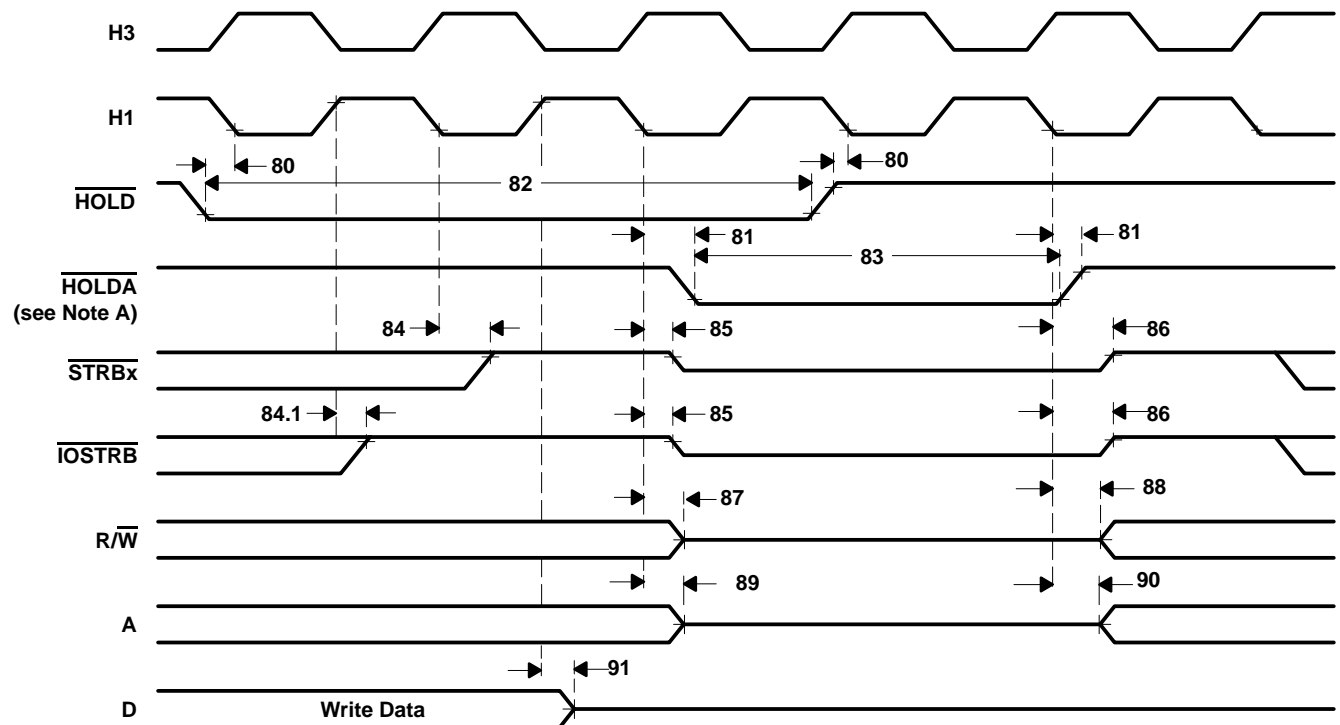 H3
H1
80
80
82
HOLD
81
81
83
HOLDA
(see Note A)
84
85
86
STRBx
84.1
85
86
IOSTRB
87
88
R/W
89
90
A
91
D
Write Data